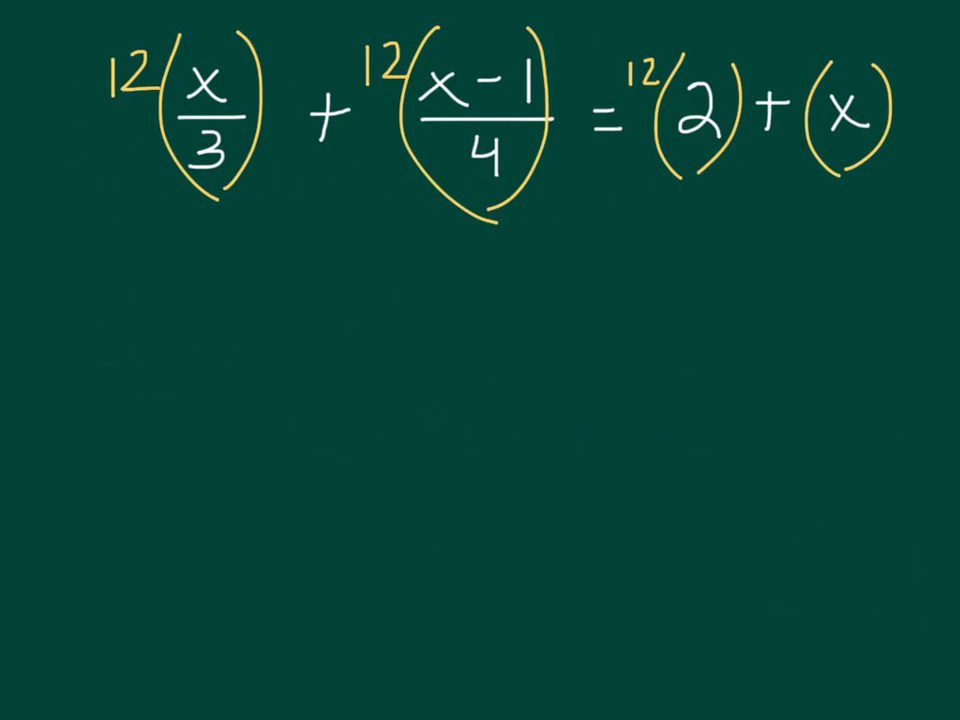 12(x/3) + 12((x-1)/4) = 12(2) + (x)